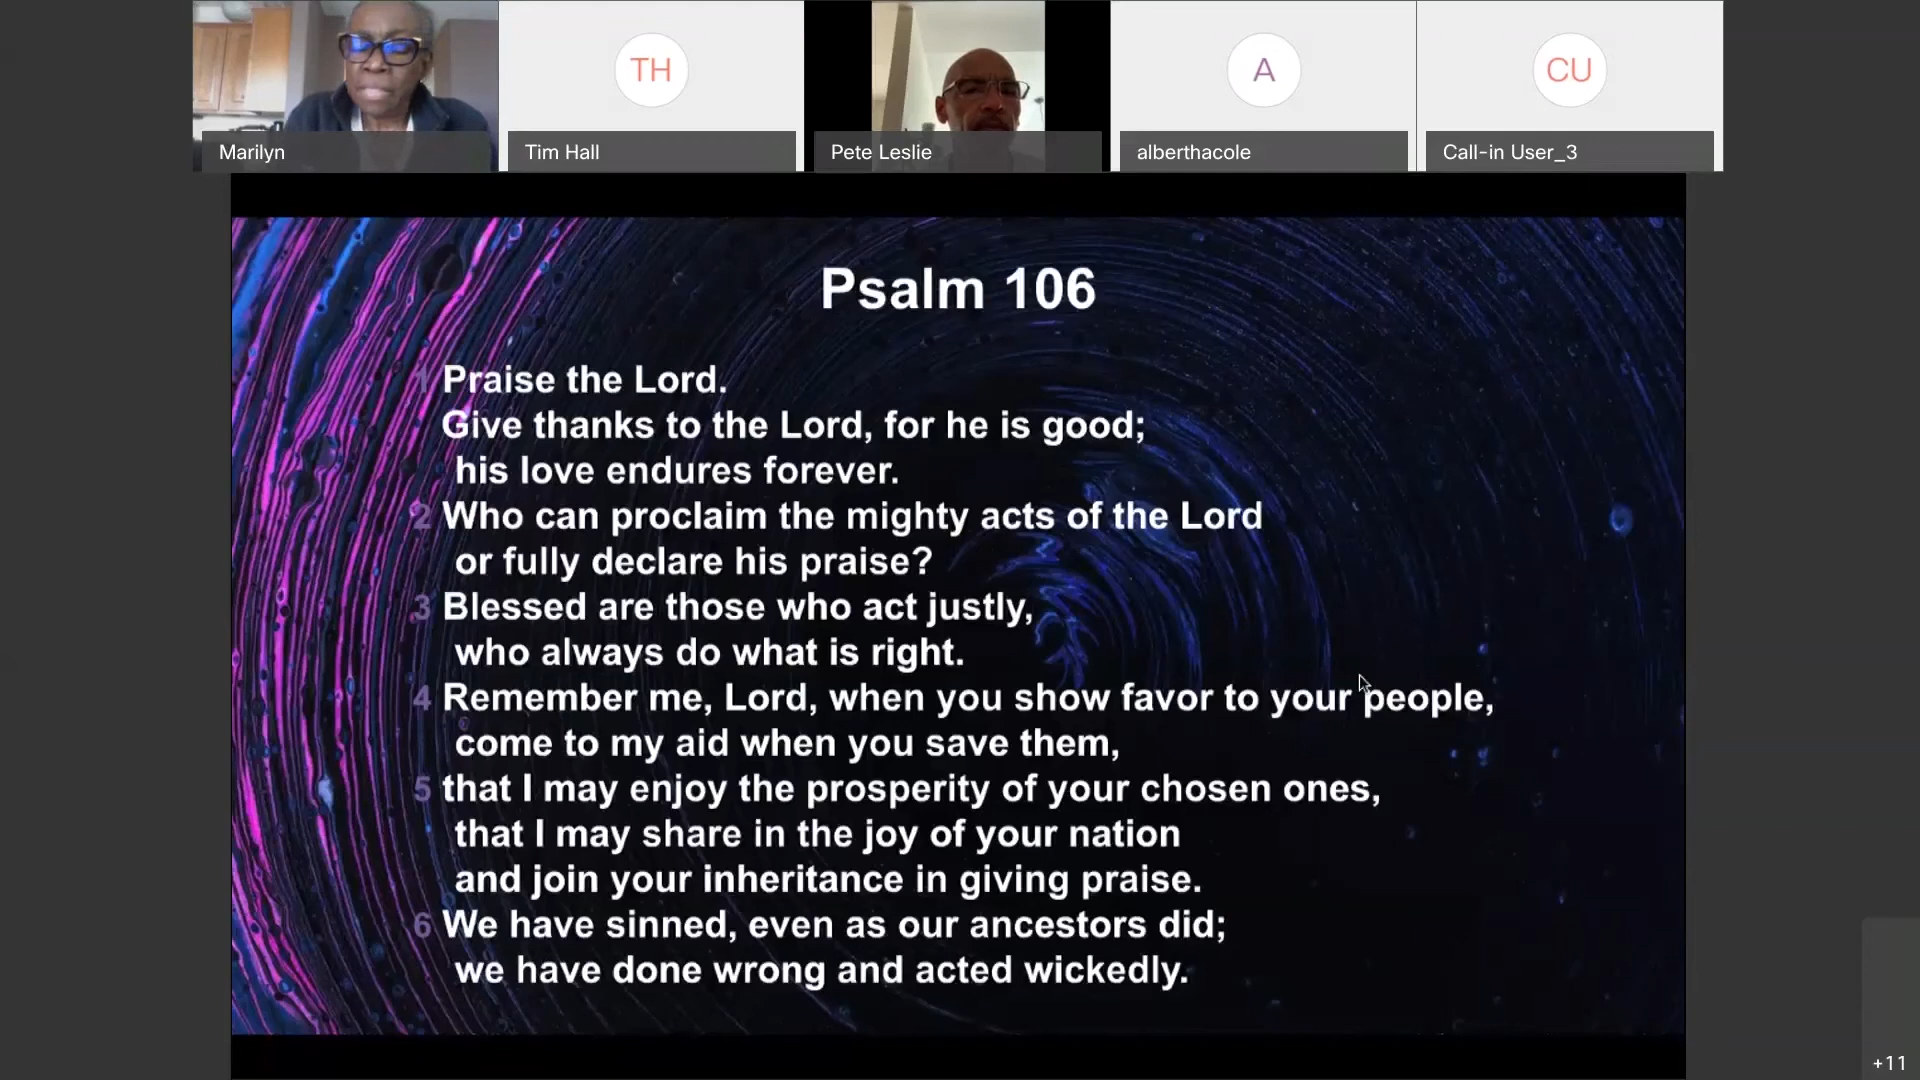 TH
A
CU
Marilyn
Tim Hall
Pete Leslie
alberthacole
Call-in User_3
Psalm 106
1 Praise the Lord.
Give thanks to the Lord, for he is good;
his love endures forever.
2 Who can proclaim the mighty acts of the Lord
or fully declare his praise?
3 Blessed are those who act justly,
who always do what is right.
4 Remember me, Lord, when you show favor to your people,
come to my aid when you save them,
5 that I may enjoy the prosperity of your chosen ones,
that I may share in the joy of your nation
and join your inheritance in giving praise.
6 We have sinned, even as our ancestors did;
we have done wrong and acted wickedly.
+11